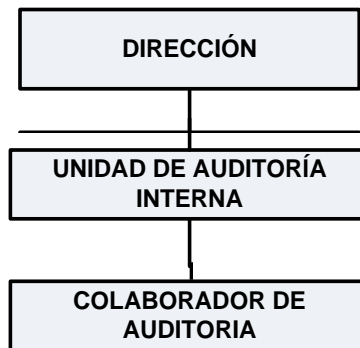 DIRECCIÓN
UNIDAD DE AUDITORÍA
INTERNA
COLABORADOR DE
AUDITORIA